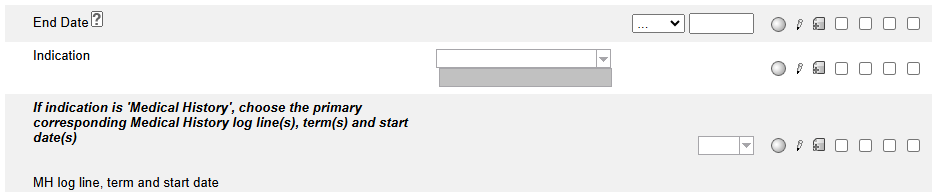 End Date ?
...
Indication
If indication is 'Medical History', choose the primary
corresponding Medical History log line(s), term(s) and start
date(s)
MH log line, term and start date